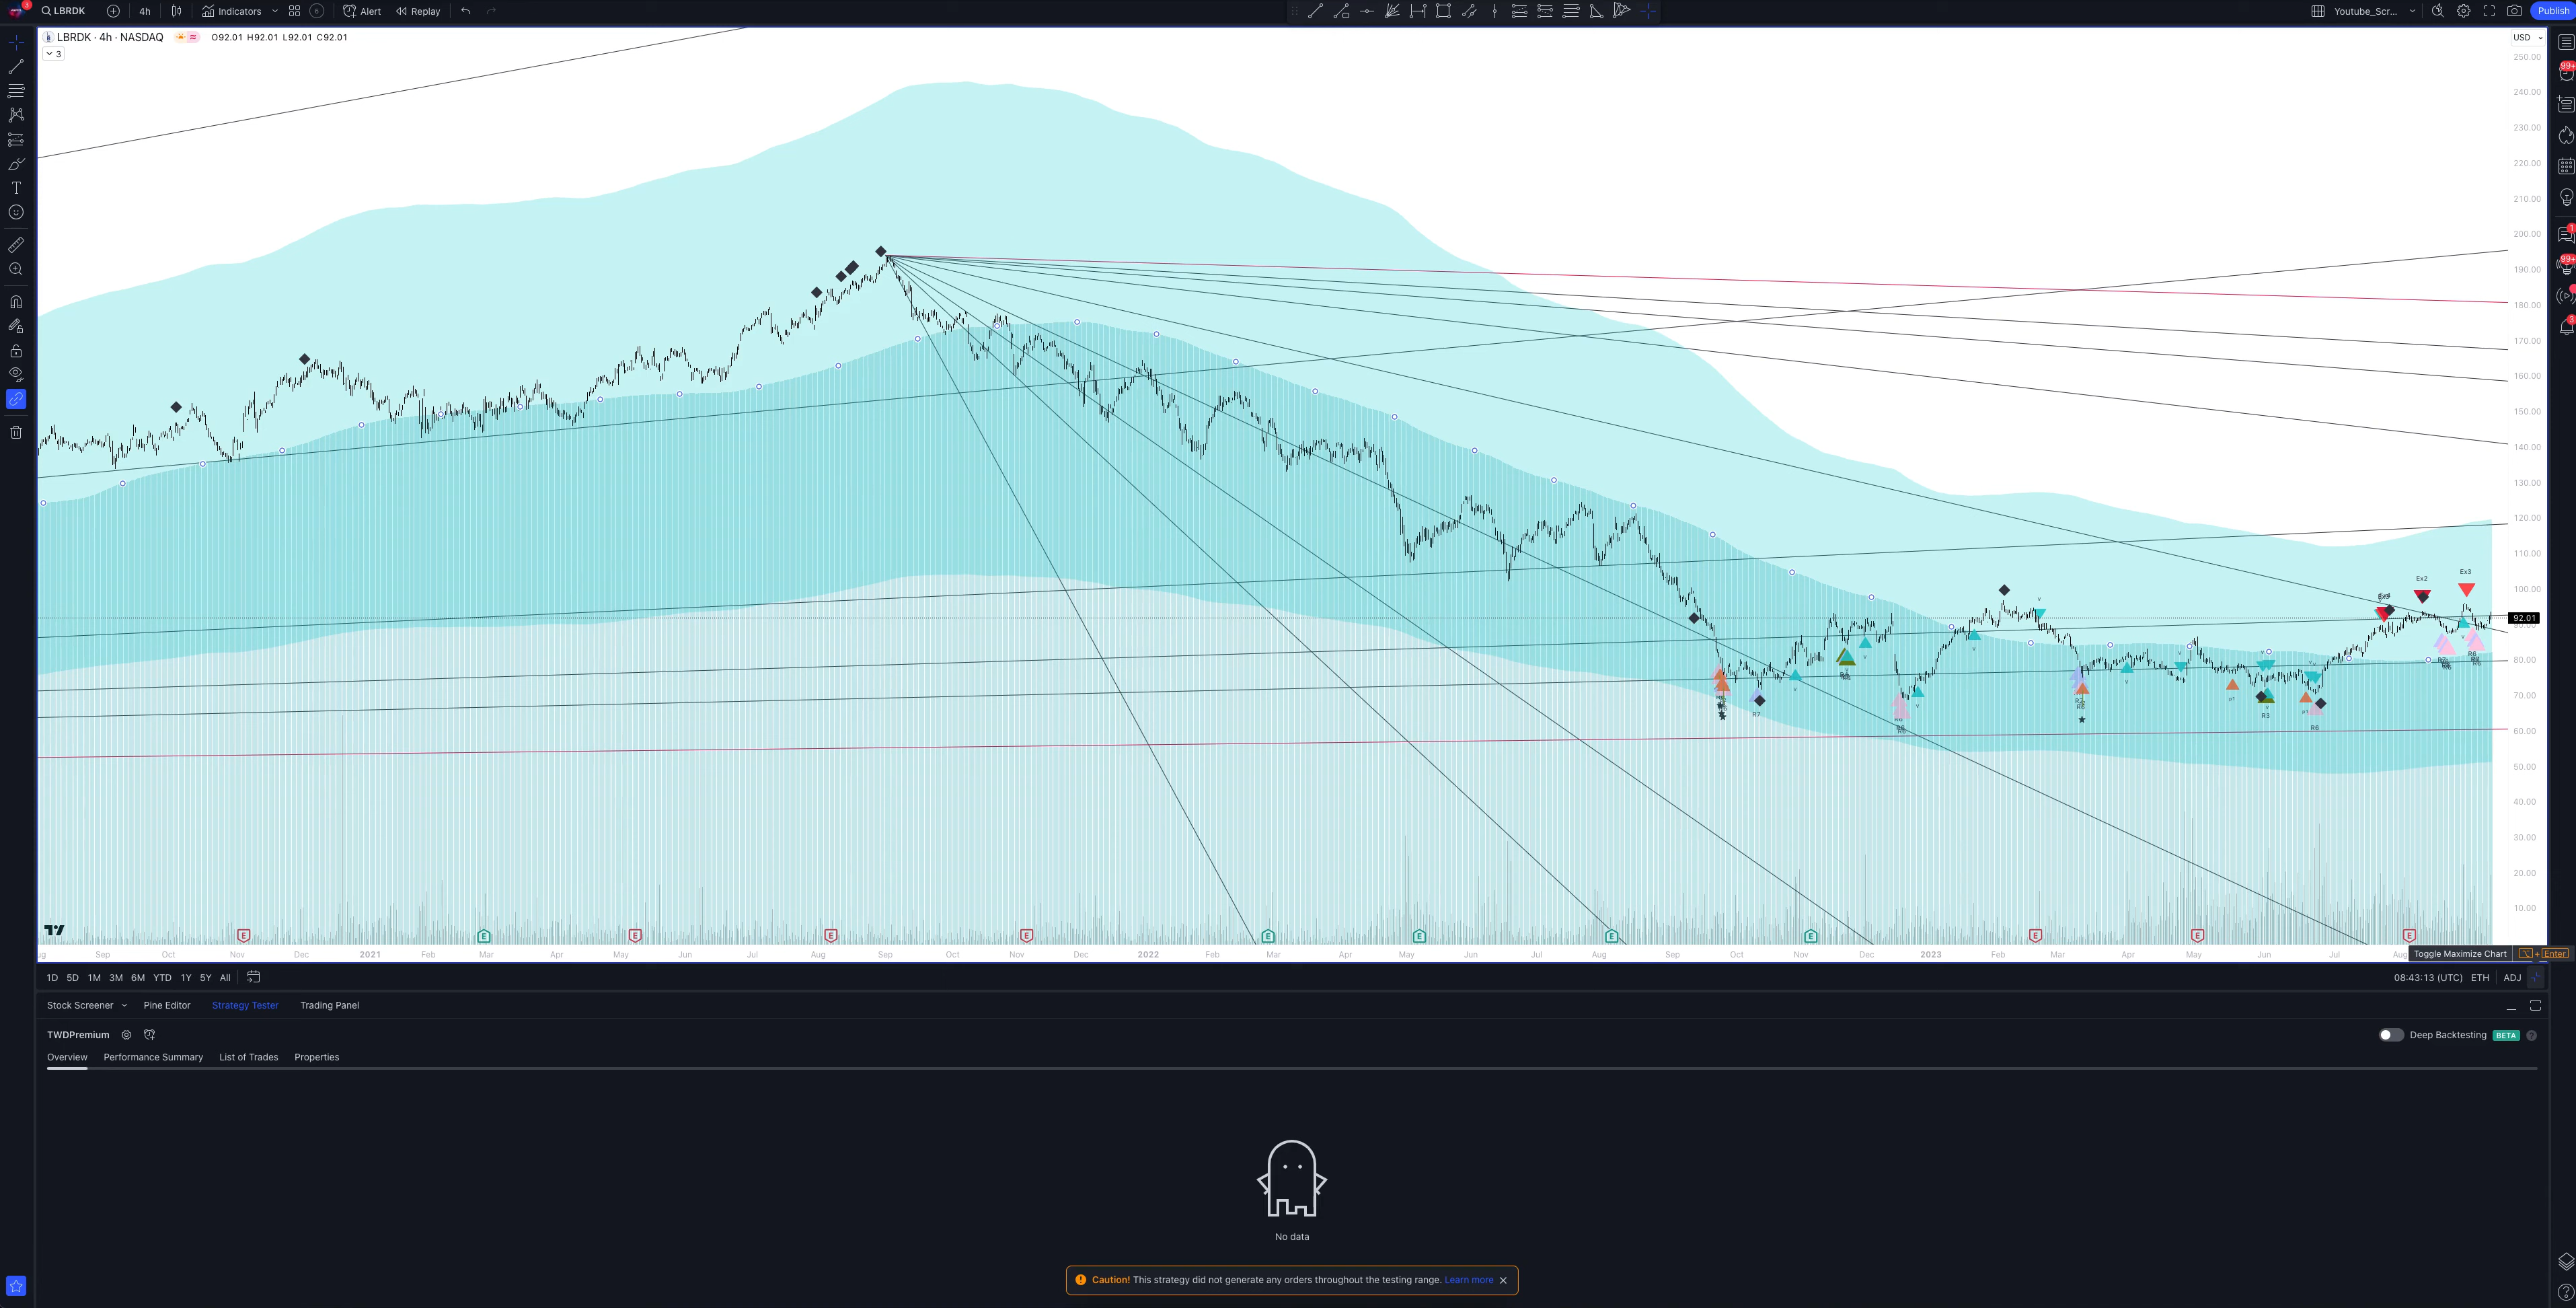 3
LBRDK
4h
Indicators
6
Alert
Replay
Youtube_Scr...
Publish
LBRDK · 4h · NASDAQ O92.01 H92.01 L92.01 C92.01
3
USD
250.00
240.00
230.00
220.00
210.00
200.00
190.00
180.00
170.00
160.00
150.00
140.00
130.00
120.00
110.00
100.00
92.01
80.00
70.00
60.00
50.00
40.00
30.00
20.00
10.00
99+
1
99+
3
Ex2
Ex3
R7
R6
R3
R6
Sep Oct Nov Dec 2021 Feb Mar Apr May Jun Jul Aug Sep Oct Nov Dec 2022 Feb Mar Apr May Jun Jul Aug Sep Oct Nov Dec 2023 Feb Mar Apr May Jun Jul Aug
E E E E E E E E E E E E
Toggle Maximize Chart
+ Enter
1D 5D 1M 3M 6M YTD 1Y 5Y All
08:43:13 (UTC) ETH ADJ
Stock Screener Pine Editor Strategy Tester Trading Panel
TWDPremium
Deep Backtesting BETA ?
Overview Performance Summary List of Trades Properties
No data
Caution! This strategy did not generate any orders throughout the testing range. Learn more